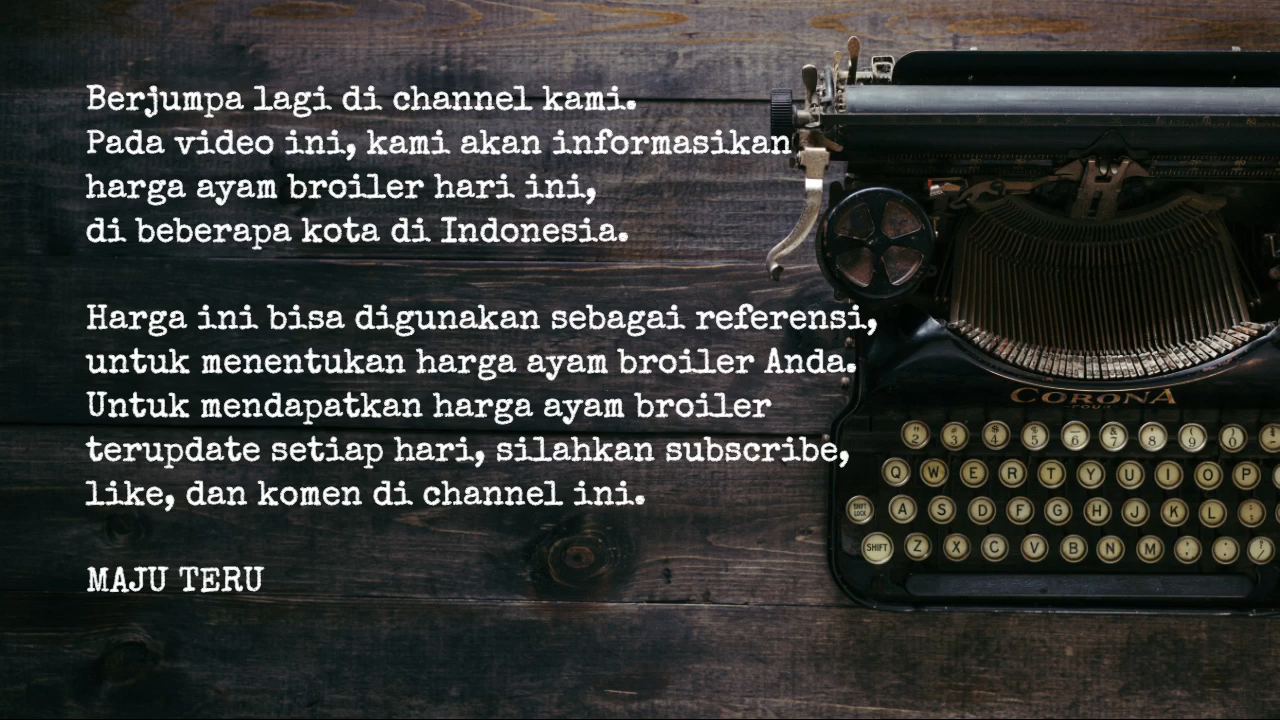 Berjumpa lagi di channel kami.
Pada video ini, kami akan informasikan
harga ayam broiler hari ini,
di beberapa kota di Indonesia.
Harga ini bisa digunakan sebagai referensi,
untuk menentukan harga ayam broiler Anda.
Untuk mendapatkan harga ayam broiler
terupdate setiap hari, silahkan subscribe,
like, dan komen di channel ini.
MAJU TERU
CORONA
2 3 4 5 6 7 8 9 0
Q W E R T Y U I O P
SHIFT LOCK A S D F G H J K L
SHIFT Z X C V B N M